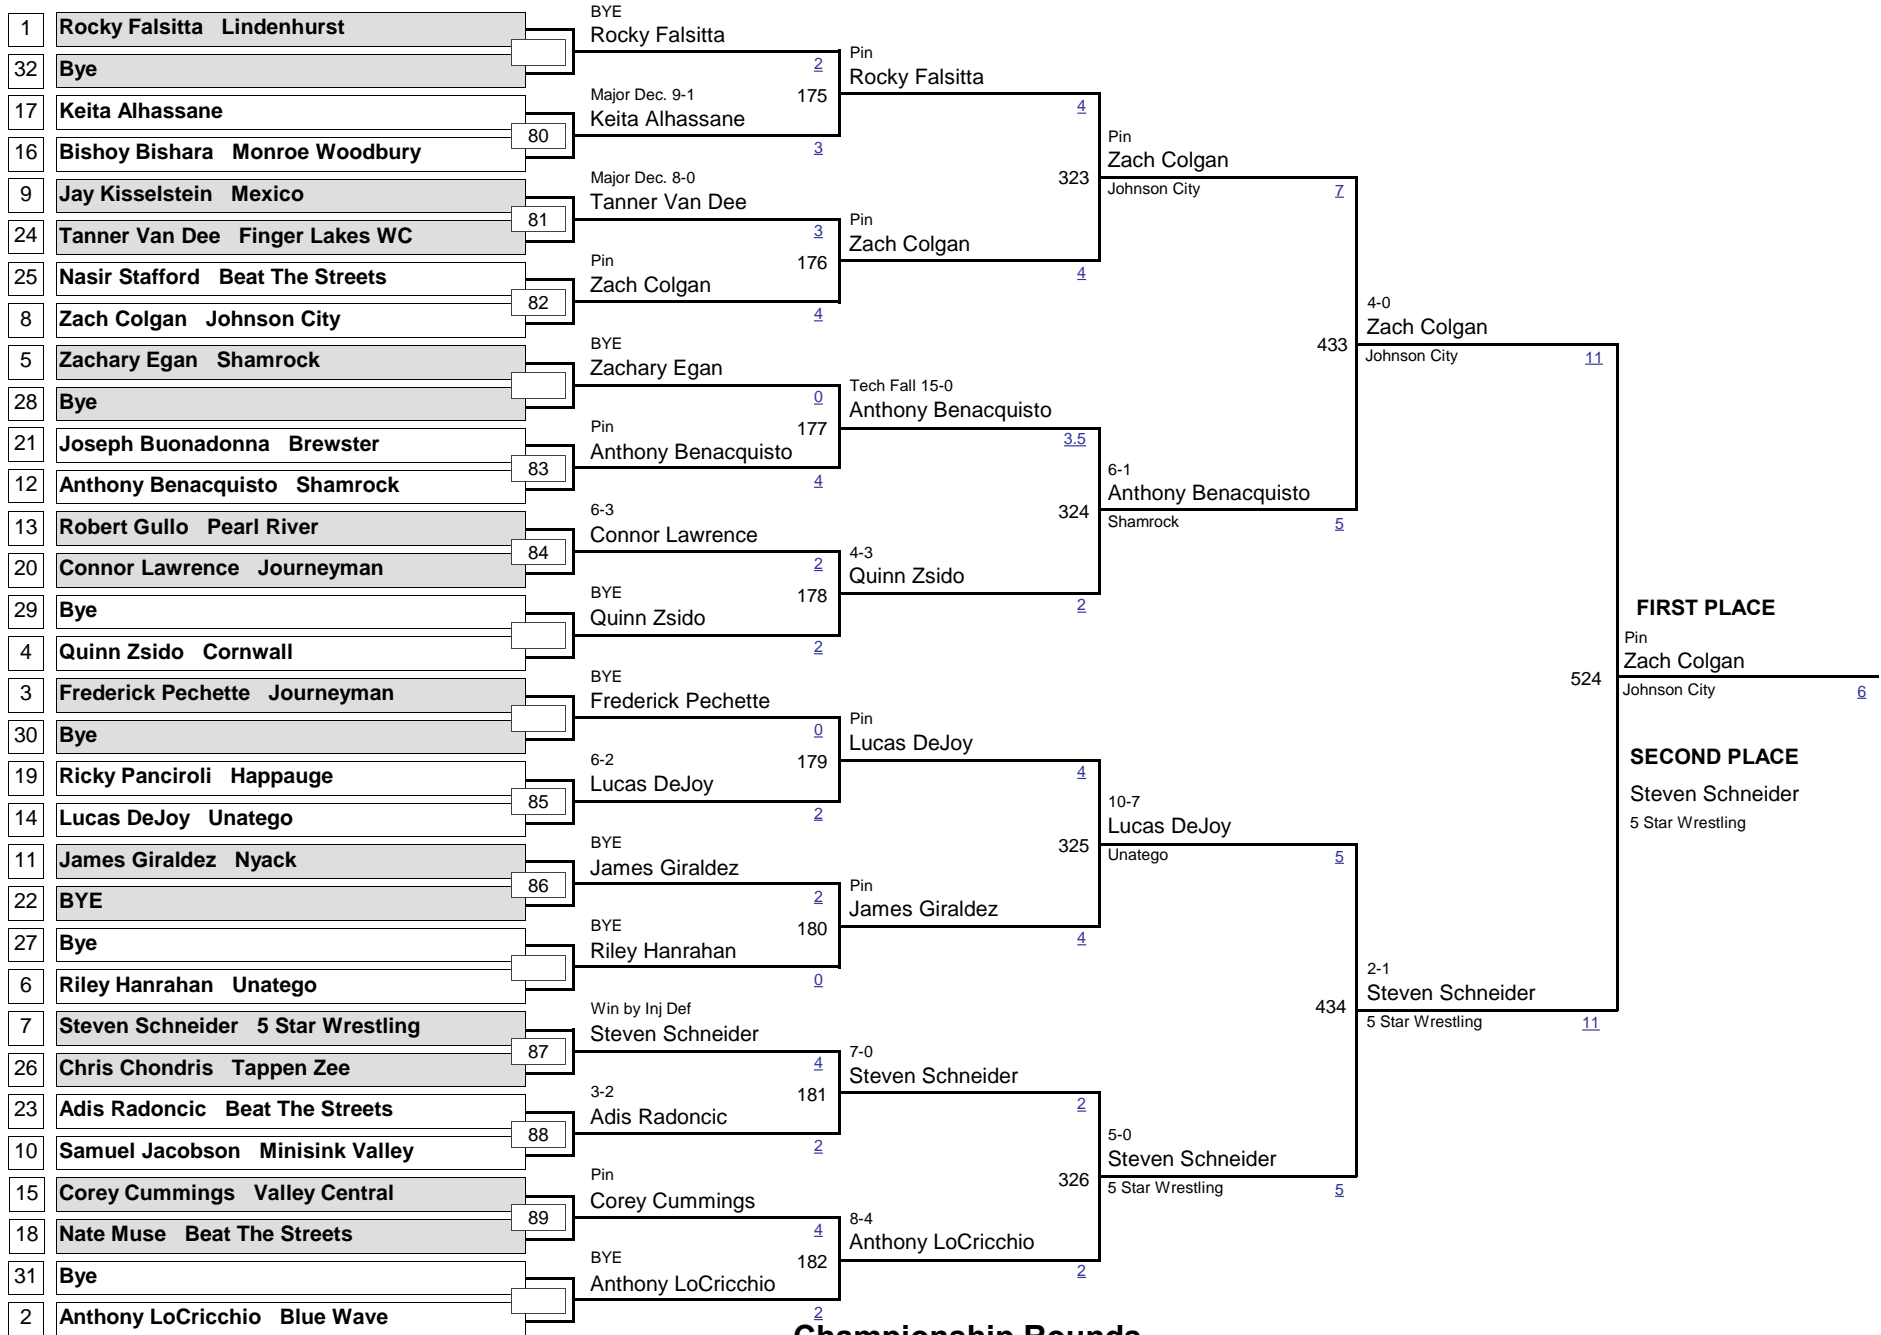 1 Rocky Falsitta Lindenhurst
32 Bye
17 Keita Alhassane
80
16 Bishoy Bishara Monroe Woodbury
9 Jay Kisselstein Mexico
81
24 Tanner Van Dee Finger Lakes WC
25 Nasir Stafford Beat The Streets
82
8 Zach Colgan Johnson City
5 Zachary Egan Shamrock
28 Bye
21 Joseph Buonadonna Brewster
83
12 Anthony Benacquisto Shamrock
13 Robert Gullo Pearl River
84
20 Connor Lawrence Journeyman
29 Bye
4 Quinn Zsido Cornwall
3 Frederick Pechette Journeyman
30 Bye
19 Ricky Panciroli Happauge
85
14 Lucas DeJoy Unatego
11 James Giraldez Nyack
86
22 BYE
27 Bye
6 Riley Hanrahan Unatego
7 Steven Schneider 5 Star Wrestling
87
26 Chris Chondris Tappen Zee
23 Adis Radoncic Beat The Streets
88
10 Samuel Jacobson Minisink Valley
15 Corey Cummings Valley Central
89
18 Nate Muse Beat The Streets
31 Bye
2 Anthony LoCricchio Blue Wave
BYE
Rocky Falsitta
2
175
Major Dec. 9-1
Keita Alhassane
3
Major Dec. 8-0
Tanner Van Dee
3
176
Pin
Zach Colgan
4
BYE
Zachary Egan
0
177
Pin
Anthony Benacquisto
4
6-3
Connor Lawrence
2
178
BYE
Quinn Zsido
2
BYE
Frederick Pechette
0
179
6-2
Lucas DeJoy
2
BYE
James Giraldez
2
180
BYE
Riley Hanrahan
0
Win by Inj Def
Steven Schneider
4
181
3-2
Adis Radoncic
2
Pin
Corey Cummings
4
182
BYE
Anthony LoCricchio
2
Pin
Rocky Falsitta
4
323
Pin
Zach Colgan
4
Tech Fall 15-0
Anthony Benacquisto
3.5
324
4-3
Quinn Zsido
2
Pin
Lucas DeJoy
4
325
Pin
James Giraldez
4
7-0
Steven Schneider
2
326
8-4
Anthony LoCricchio
2
Pin
Zach Colgan
Johnson City 7
433
6-1
Anthony Benacquisto
Shamrock 5
10-7
Lucas DeJoy
Unatego 5
434
5-0
Steven Schneider
5 Star Wrestling 5
4-0
Zach Colgan
Johnson City 11
524
2-1
Steven Schneider
5 Star Wrestling 11
FIRST PLACE
Pin
Zach Colgan
Johnson City 6
SECOND PLACE
Steven Schneider
5 Star Wrestling
Championship Rounds